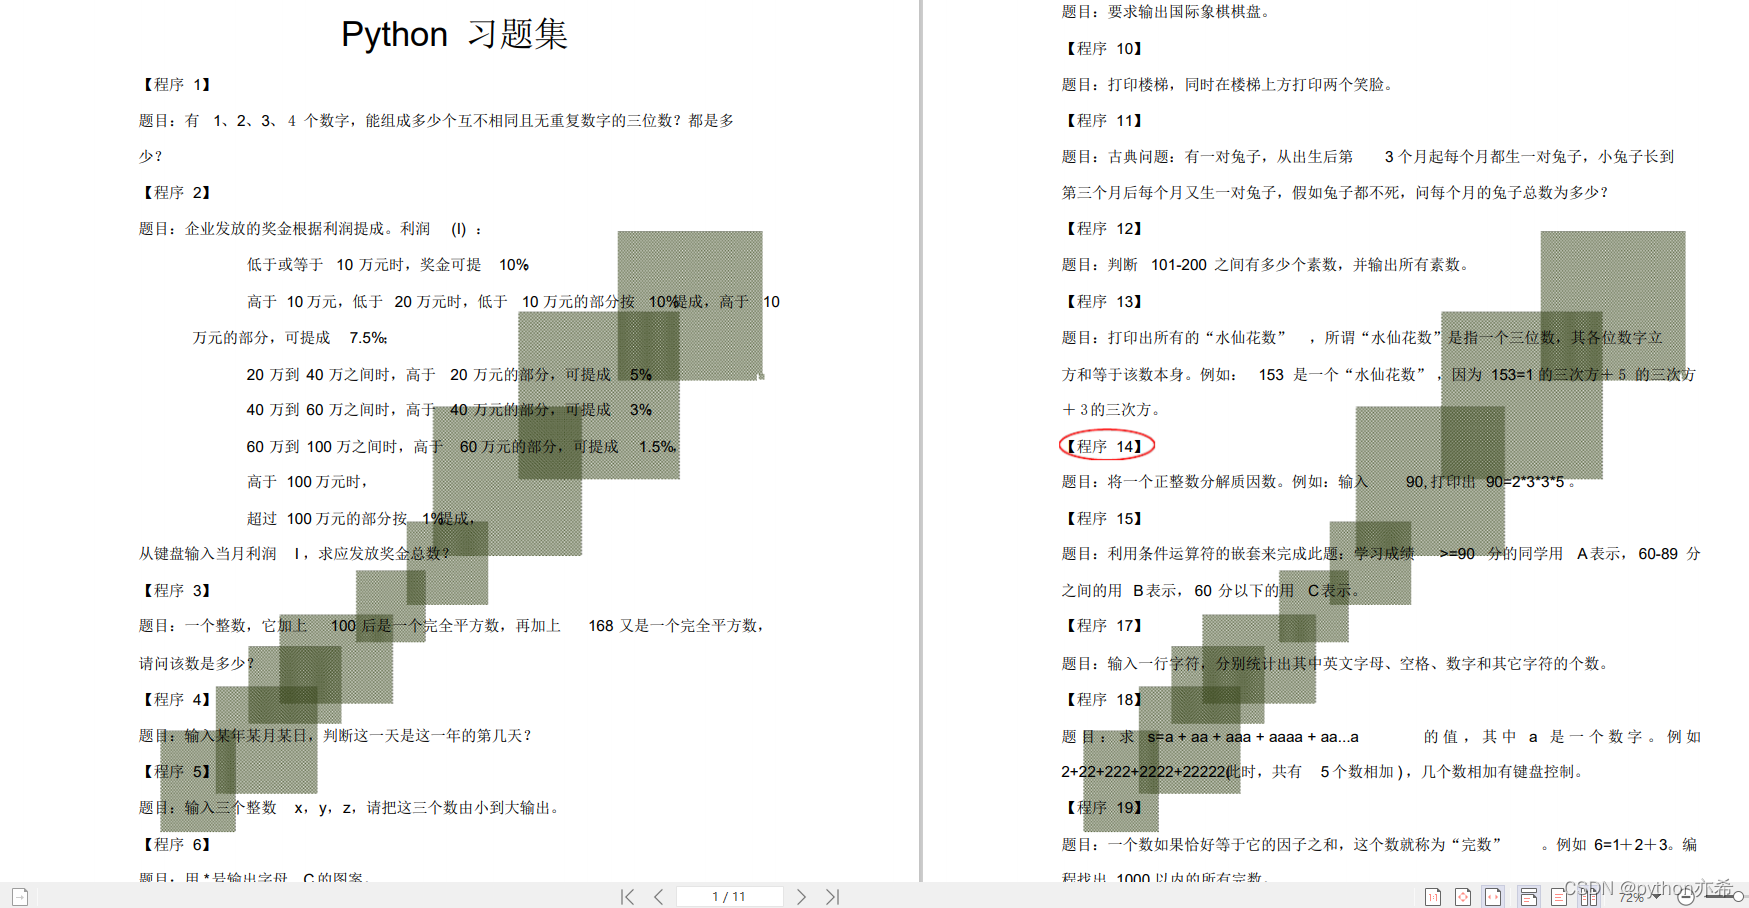 Python 习题集
【程序 1】
题目：有 1、2、3、4 个数字，能组成多少个互不相同且无重复数字的三位数？都是多
少？
【程序 2】
题目：企业发放的奖金根据利润提成。利润 (I) ：
低于或等于 10 万元时，奖金可提 10%
高于 10 万元，低于 20 万元时，低于 10 万元的部分按 10%提成，高于 10
万元的部分，可提成 7.5%;
20 万到 40 万之间时，高于 20 万元的部分，可提成 5%
40 万到 60 万之间时，高于 40 万元的部分，可提成 3%
60 万到 100 万之间时，高于 60 万元的部分，可提成 1.5%,
高于 100 万元时，
超过 100 万元的部分按 1%提成，
从键盘输入当月利润 I ，求应发放奖金总数？
【程序 3】
题目：一个整数，它加上 100 后是一个完全平方数，再加上 168 又是一个完全平方数，
请问该数是多少？
【程序 4】
题目：输入某年某月某日，判断这一天是这一年的第几天？
【程序 5】
题目：输入三个整数 x，y，z，请把这三个数由小到大输出。
【程序 6】
题目：用 * 号输出字母 C 的图案。
题目：要求输出国际象棋棋盘。
【程序 10】
题目：打印楼梯，同时在楼梯上方打印两个笑脸。
【程序 11】
题目：古典问题：有一对兔子，从出生后第 3 个月起每个月都生一对兔子，小兔子长到
第三个月后每个月又生一对兔子，假如兔子都不死，问每个月的兔子总数为多少？
【程序 12】
题目：判断 101-200 之间有多少个素数，并输出所有素数。
【程序 13】
题目：打印出所有的“水仙花数” ，所谓“水仙花数”是指一个三位数，其各位数字立
方和等于该数本身。例如： 153 是一个“水仙花数” ，因为 153=1 的三次方＋ 5 的三次方
＋ 3 的三次方。
【程序 14】
题目：将一个正整数分解质因数。例如：输入 90, 打印出 90=2*3*3*5 。
【程序 15】
题目：利用条件运算符的嵌套来完成此题：学习成绩 >=90 分的同学用 A 表示， 60-89 分
之间的用 B 表示， 60 分以下的用 C 表示。
【程序 17】
题目：输入一行字符，分别统计出其中英文字母、空格、数字和其它字符的个数。
【程序 18】
题目：求 s=a + aa + aaa + aaaa + aa...a 的值，其中 a 是一个数字。例如
2+22+222+2222+22222(此时，共有 5 个数相加 ) ，几个数相加有键盘控制。
【程序 19】
题目：一个数如果恰好等于它的因子之和，这个数就称为“完数” 。例如 6=1＋2＋3。编
程找出 1000 以内的所有完数。
1 / 11
1:1
72%
CSDN @python亦希